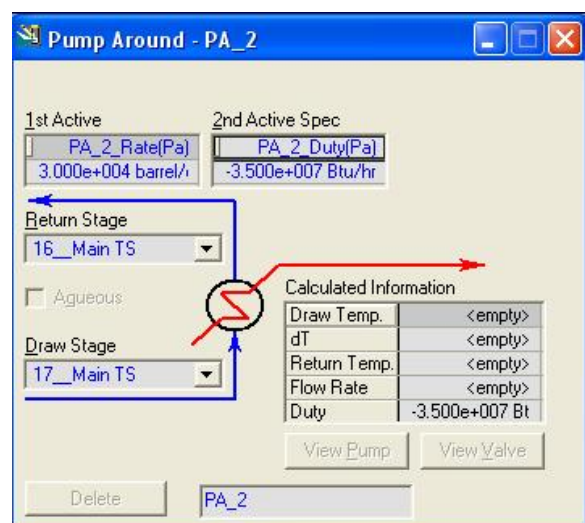 Pump Around - PA_2
1st Active
2nd Active Spec
PA_2_Rate(Pa)
PA_2_Duty(Pa)
3.000e+004 barrel/
-3.500e+007 Btu/hr
Return Stage
16__Main TS
Aqueous
Calculated Information
Draw Temp. <empty>
dT <empty>
Return Temp. <empty>
Flow Rate <empty>
Duty -3.500e+007 Bt
Draw Stage
17__Main TS
View Pump
View Valve
Delete
PA_2